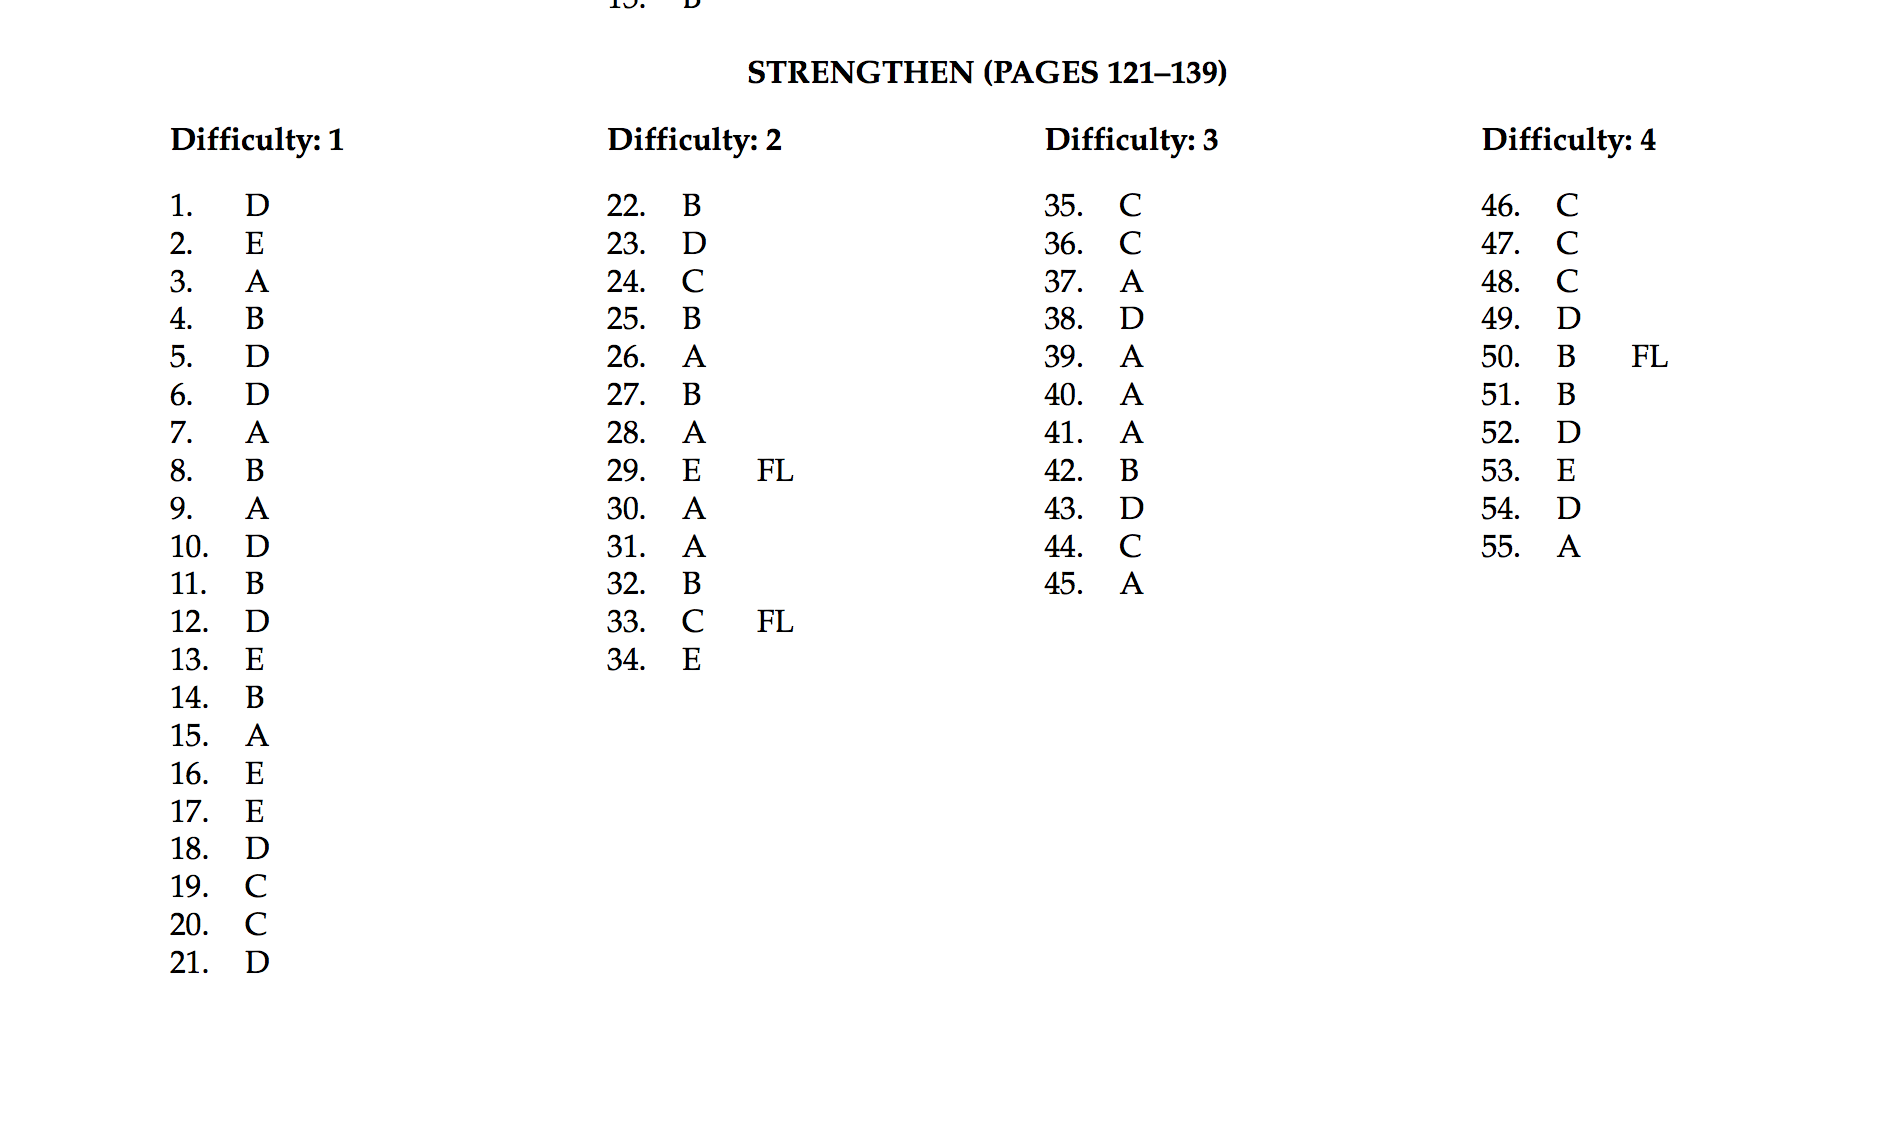 15. B
STRENGTHEN (PAGES 121–139)
Difficulty: 1
1. D
2. E
3. A
4. B
5. D
6. D
7. A
8. B
9. A
10. D
11. B
12. D
13. E
14. B
15. A
16. E
17. E
18. D
19. C
20. C
21. D
Difficulty: 2
22. B
23. D
24. C
25. B
26. A
27. B
28. A
29. E FL
30. A
31. A
32. B
33. C FL
34. E
Difficulty: 3
35. C
36. C
37. A
38. D
39. A
40. A
41. A
42. B
43. D
44. C
45. A
Difficulty: 4
46. C
47. C
48. C
49. D
50. B FL
51. B
52. D
53. E
54. D
55. A